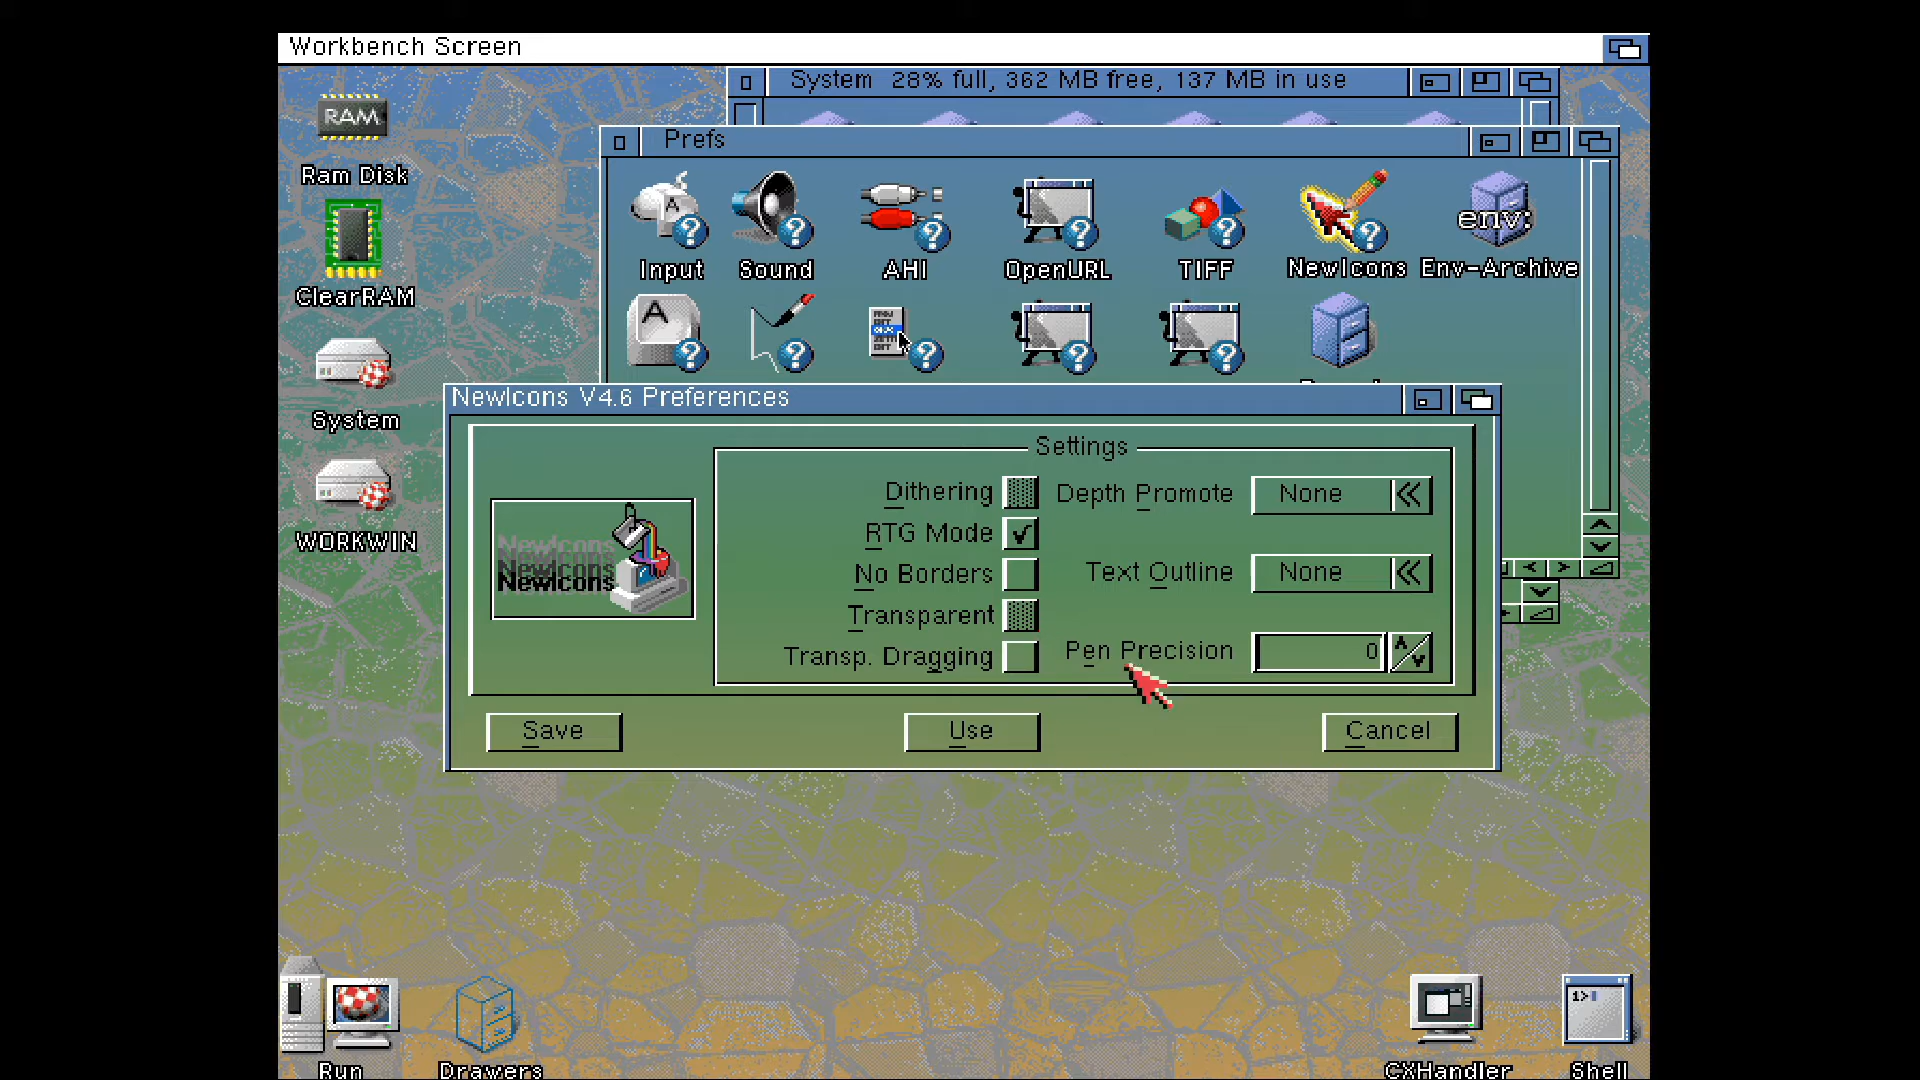 Workbench Screen
System 28% full, 362 MB free, 137 MB in use
Prefs
RAM
Ram Disk
ClearRAM
System
WORKWIN
A
Input
Sound
AHI
OpenURL
TIFF
NewIcons
env:
Env-Archive
A
NewIcons V4.6 Preferences
NewIcons
NewIcons
NewIcons
Settings
Dithering
RTG Mode
No Borders
Transparent
Transp. Dragging
Depth Promote None
Text Outline None
Pen Precision 0
Save
Use
Cancel
Run
Drawers
CXHandler
1>
Shell